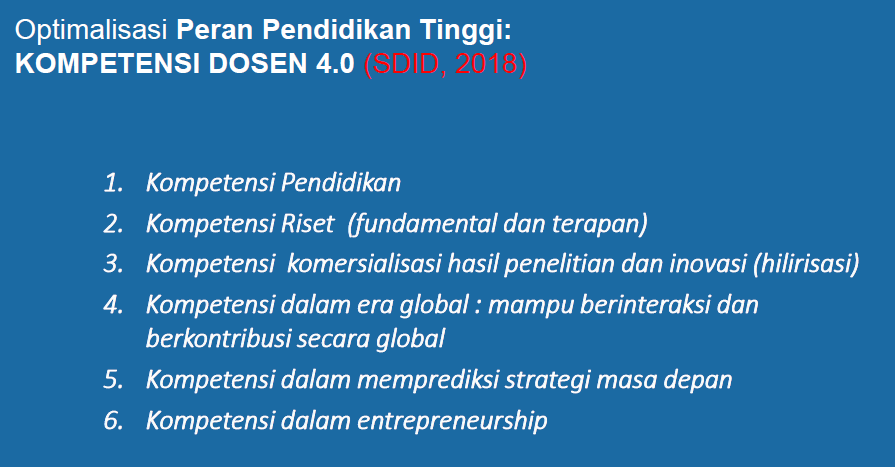 Optimalisasi Peran Pendidikan Tinggi:
KOMPETENSI DOSEN 4.0 (SDID, 2018)
1. Kompetensi Pendidikan
2. Kompetensi Riset (fundamental dan terapan)
3. Kompetensi komersialisasi hasil penelitian dan inovasi (hilirisasi)
4. Kompetensi dalam era global : mampu berinteraksi dan
berkontribusi secara global
5. Kompetensi dalam memprediksi strategi masa depan
6. Kompetensi dalam entrepreneurship